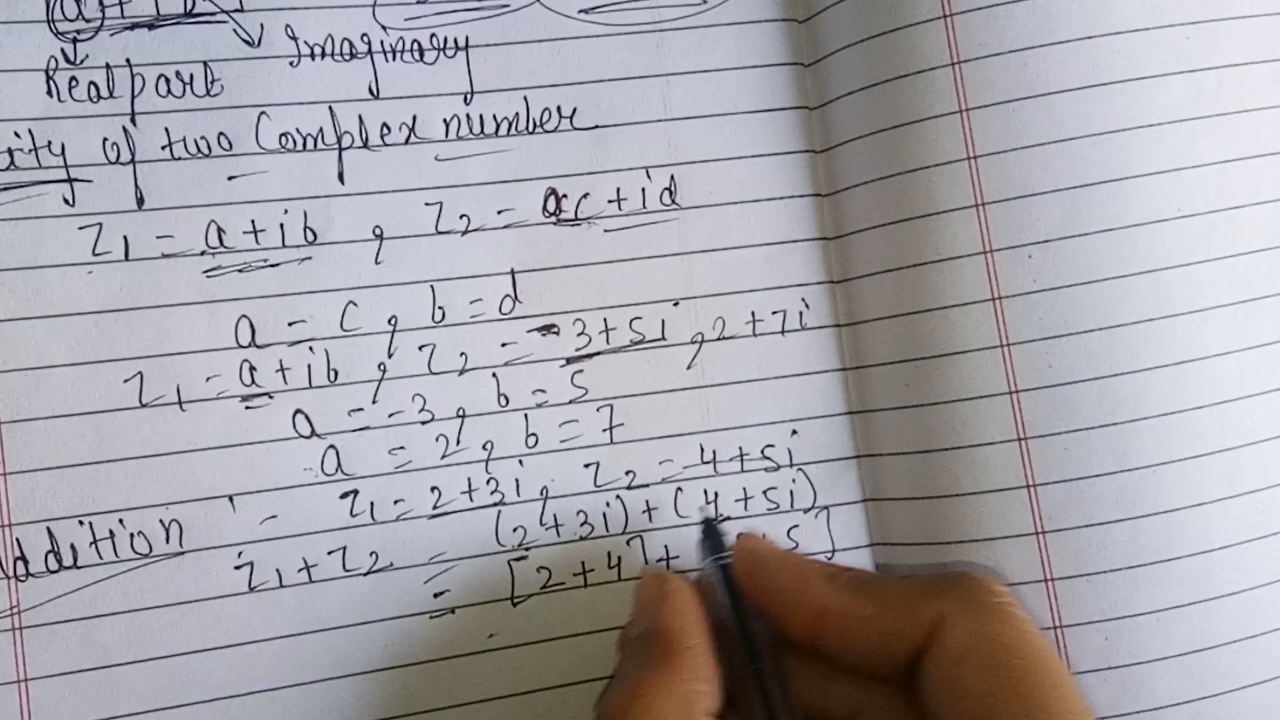 Imaginary
Real part
of two Complex number
Z1 = a+ib , Z2 = c+id
a = c , b = d
Z1 = a+ib , Z2 = -3+5i , 2+7i
a = -3 , b = 5
a = 2 , b = 7
Addition :- Z1 = 2+3i , Z2 = 4+5i
Z1+Z2 = (2+3i)+(4+5i)
= [2+4]+ 5]